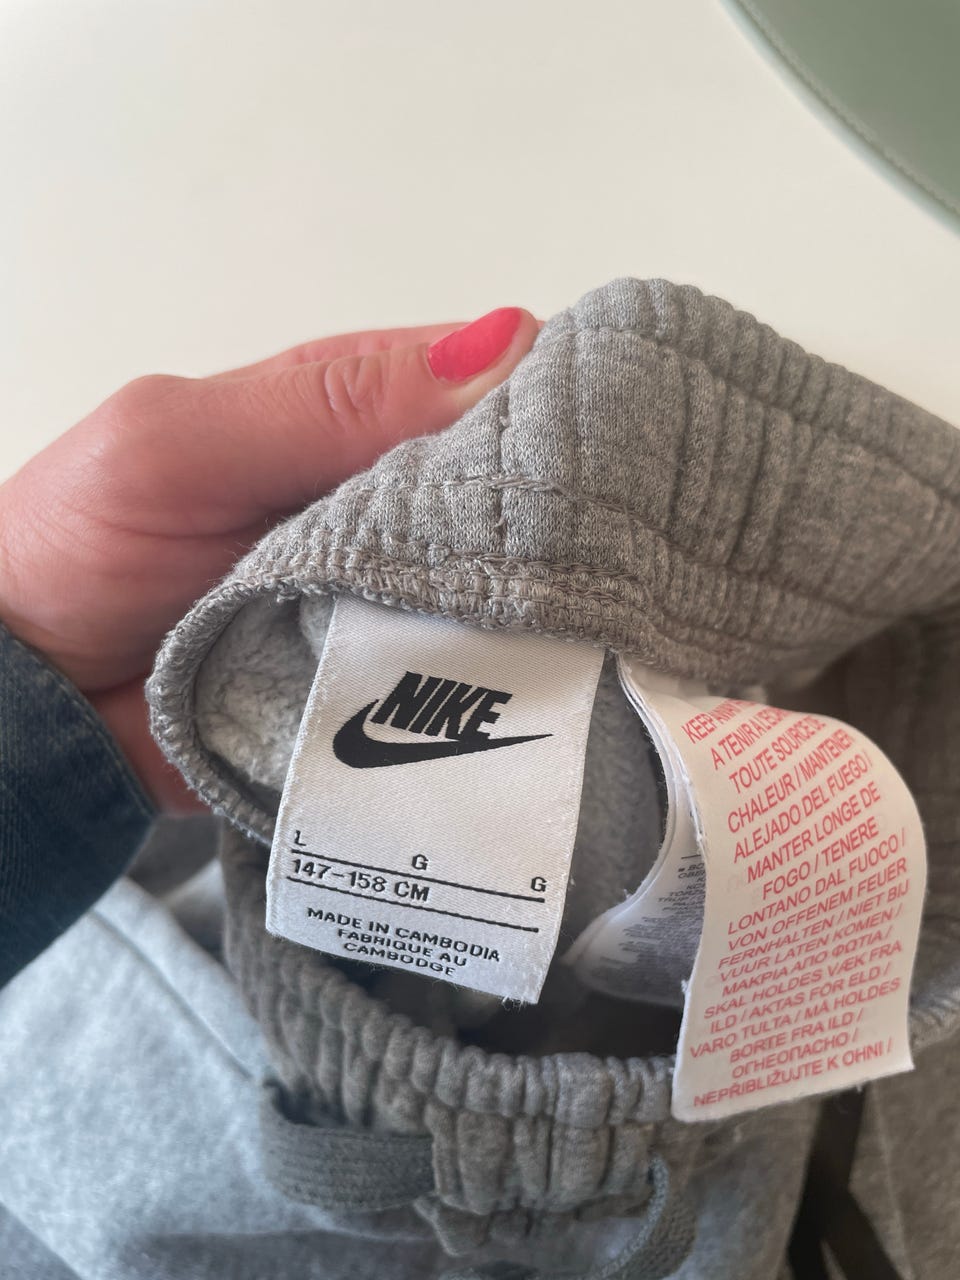 NIKE
L G G
147-158 CM
MADE IN CAMBODIA
FABRIQUE AU
CAMBODGE
KEEP
A TENIR A
TOUTE SOURCE DE
CHALEUR / MANTENER
ALEJADO DEL FUEGO /
MANTER LONGE DE
FOGO / TENERE
LONTANO DAL FUOCO /
VON OFFENEM FEUER
FERNHALTEN / NIET BIJ
VUUR LATEN KOMEN /
ΜΑΚΡΙΑ ΑΠΟ ΦΩΤΙΑ /
SKAL HOLDES VÆK FRA
ILD / AKTAS FÖR ELD /
VARO TULTA / MÅ HOLDES
BORTE FRA ILD /
ОГНЕОПАСНО /
NEPŘIBLIŽUJTE K OHNI /